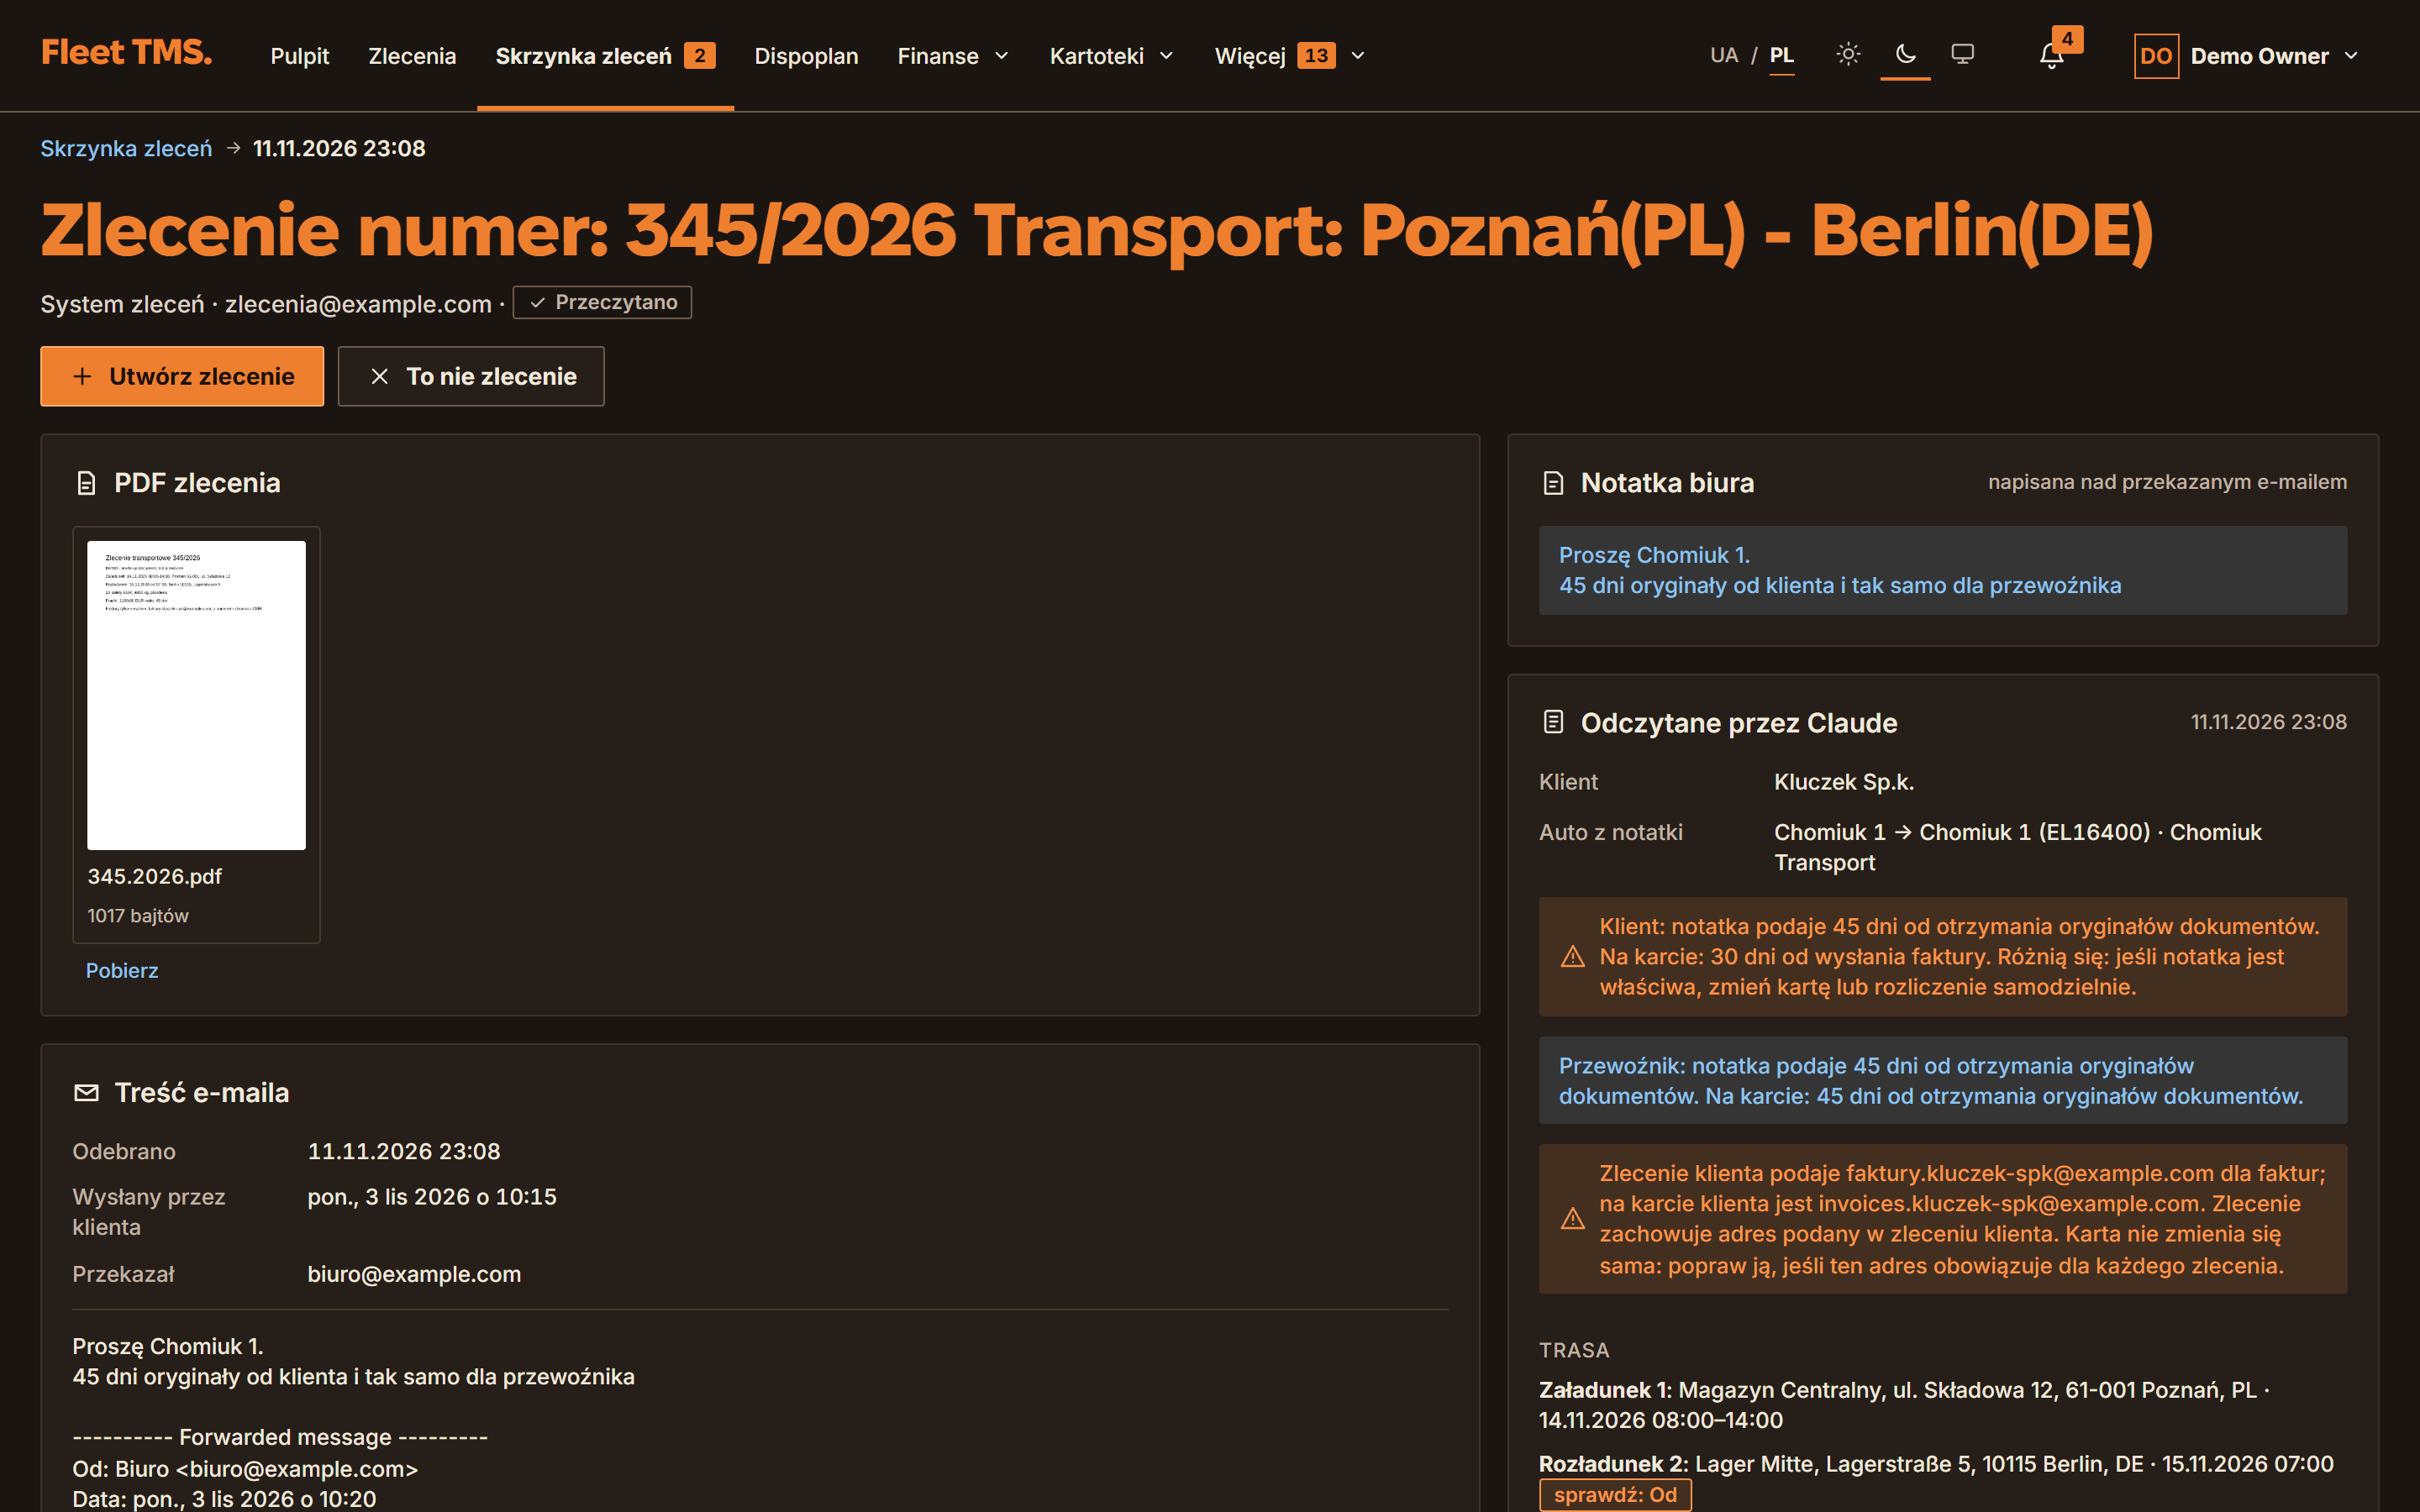 Fleet TMS.
Pulpit
Zlecenia
Skrzynka zleceń 2
Dispoplan
Finanse
Kartoteki
Więcej 13
UA / PL
4
DO Demo Owner
Skrzynka zleceń → 11.11.2026 23:08
Zlecenie numer: 345/2026 Transport: Poznań(PL) - Berlin(DE)
System zleceń · zlecenia@example.com · Przeczytano
+ Utwórz zlecenie
To nie zlecenie
PDF zlecenia
Zlecenie transportowe 345/2026
345.2026.pdf
1017 bajtów
Pobierz
Treść e-maila
Odebrano 11.11.2026 23:08
Wysłany przez pon., 3 lis 2026 o 10:15
klienta
Przekazał biuro@example.com
Proszę Chomiuk 1.
45 dni oryginały od klienta i tak samo dla przewoźnika
---------- Forwarded message ---------
Od: Biuro <biuro@example.com>
Data: pon., 3 lis 2026 o 10:20
Notatka biura
napisana nad przekazanym e-mailem
Proszę Chomiuk 1.
45 dni oryginały od klienta i tak samo dla przewoźnika
Odczytane przez Claude
11.11.2026 23:08
Klient Kluczek Sp.k.
Auto z notatki Chomiuk 1 → Chomiuk 1 (EL16400) · Chomiuk
Transport
Klient: notatka podaje 45 dni od otrzymania oryginałów dokumentów.
Na karcie: 30 dni od wysłania faktury. Różnią się: jeśli notatka jest
właściwa, zmień kartę lub rozliczenie samodzielnie.
Przewoźnik: notatka podaje 45 dni od otrzymania oryginałów
dokumentów. Na karcie: 45 dni od otrzymania oryginałów dokumentów.
Zlecenie klienta podaje faktury.kluczek-spk@example.com dla faktur;
na karcie klienta jest invoices.kluczek-spk@example.com. Zlecenie
zachowuje adres podany w zleceniu klienta. Karta nie zmienia się
sama: popraw ją, jeśli ten adres obowiązuje dla każdego zlecenia.
TRASA
Załadunek 1: Magazyn Centralny, ul. Składowa 12, 61-001 Poznań, PL ·
14.11.2026 08:00–14:00
Rozładunek 2: Lager Mitte, Lagerstraße 5, 10115 Berlin, DE · 15.11.2026 07:00
sprawdź: Od